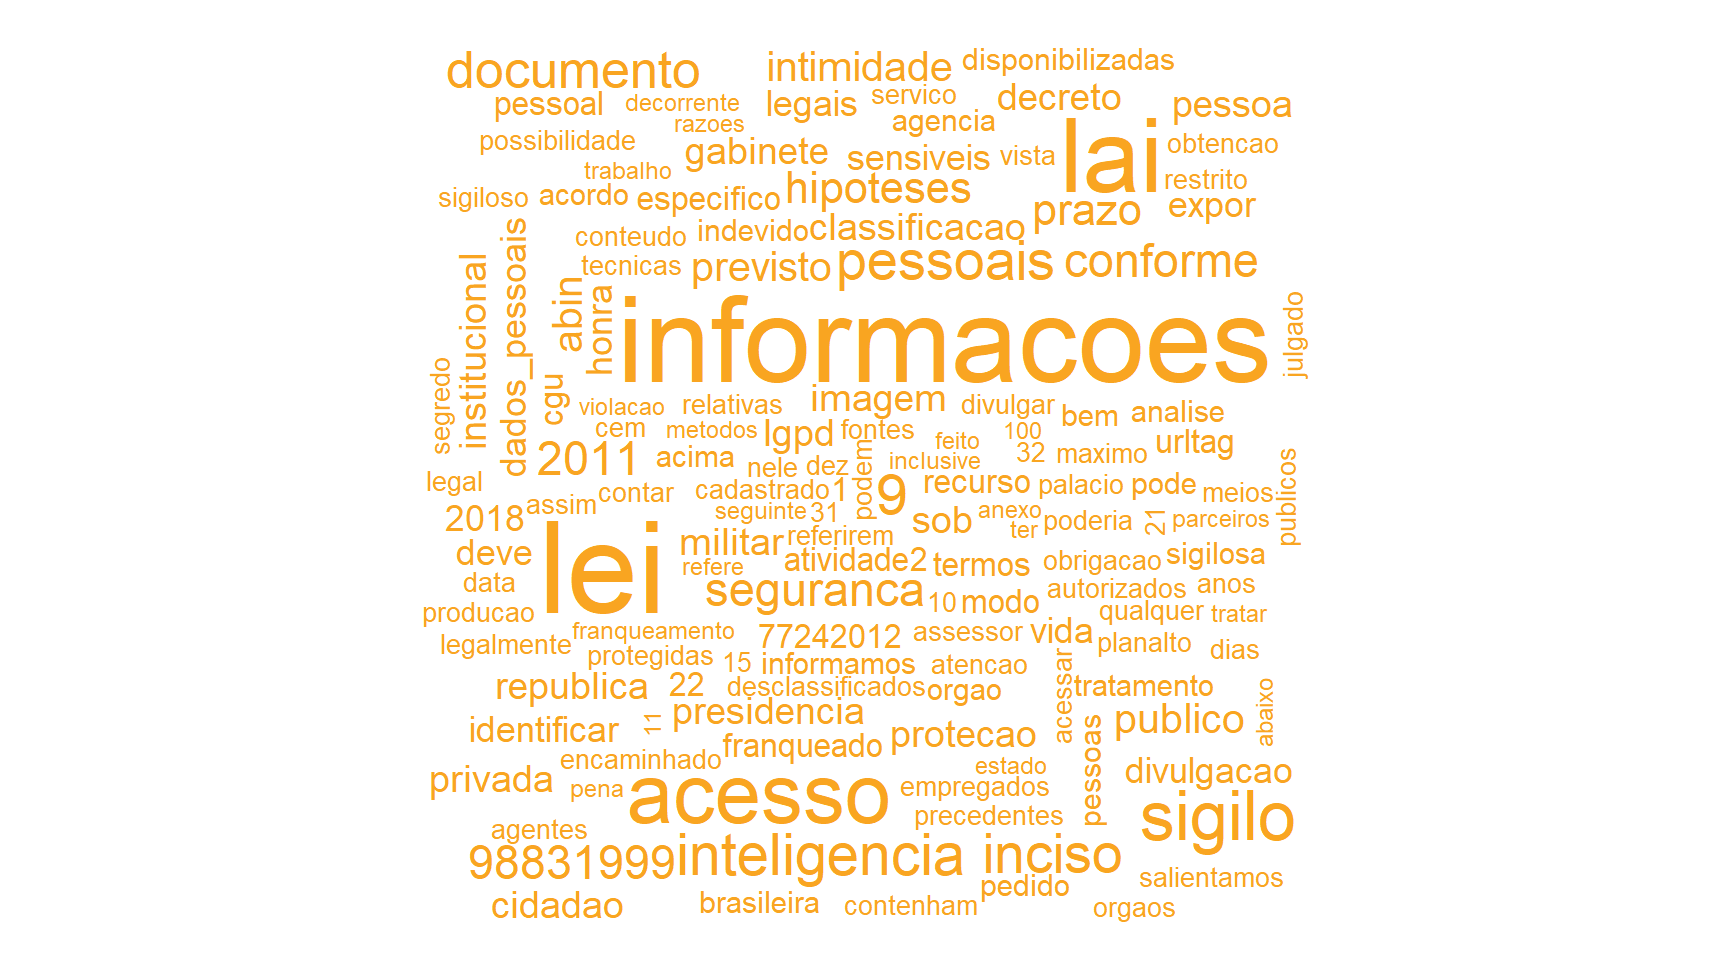 documento intimidade disponibilizadas
pessoal decorrente legais servico decreto pessoa
razoes agencia lai
possibilidade gabinete sensiveis vista obtencao
trabalho hipoteses restrito
sigiloso acordo especifico prazo expor
conteudo indevido classificacao
tecnicas previsto pessoais conforme
institucional dados_pessoais abin honra informacoes julgado
segredo cgu violacao relativas imagem divulgar bem analise
cem metodos lgpd fontes feito 100 urltag
2011 acima nele dez podem inclusive 32 maximo publicos
legal contar cadastrado 1 9 recurso palacio pode meios
assim seguinte 31 sob anexo
2018 lei militar referirem ter poderia 21 parceiros
deve refere atividade 2 termos obrigacao sigilosa
data seguranca 10 modo autorizados anos
producao qualquer tratar
franqueamento 77242012 assessor vida planalto
legalmente protegidas 15 informamos atencao acessar dias
republica 22 desclassificados orgao tratamento
identificar 11 presidencia publico abaixo
encaminhado franqueado protecao pessoas
privada pena acesso estado divulgacao
empregados
agentes precedentes sigilo
98831999 inteligencia inciso
pedido salientamos
cidadao brasileira contenham orgaos